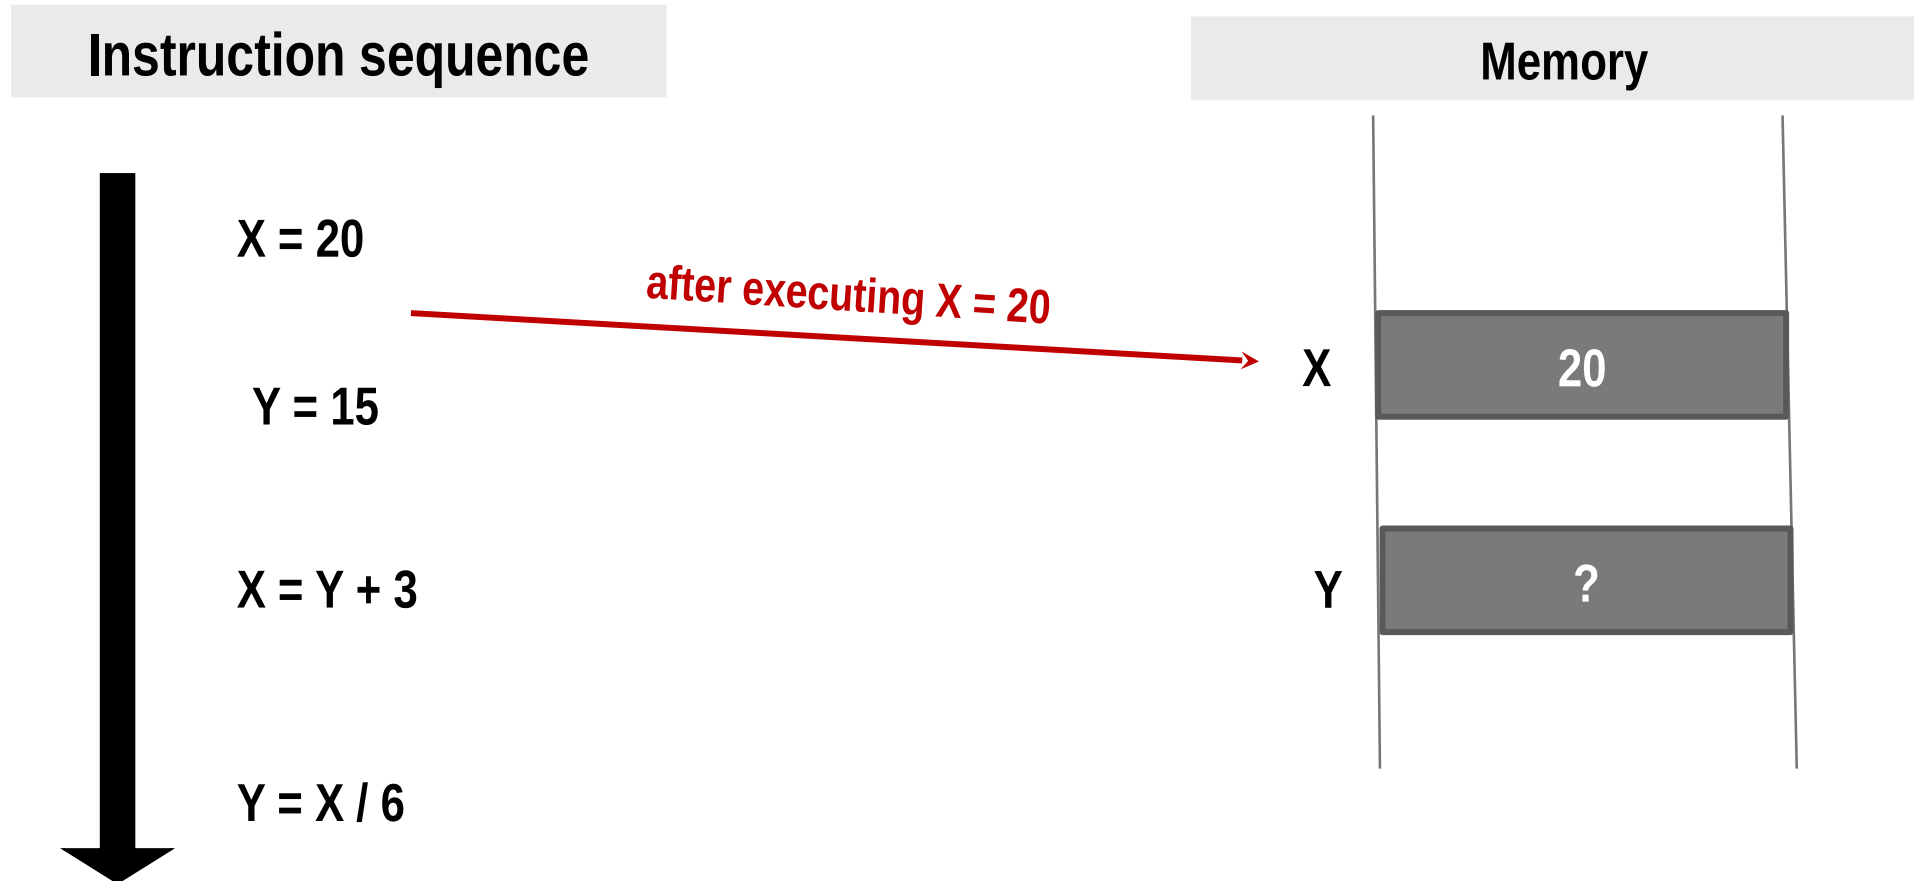 Instruction sequence
Memory
X = 20
after executing X = 20
X
20
Y = 15
X = Y + 3
Y
?
Y = X / 6